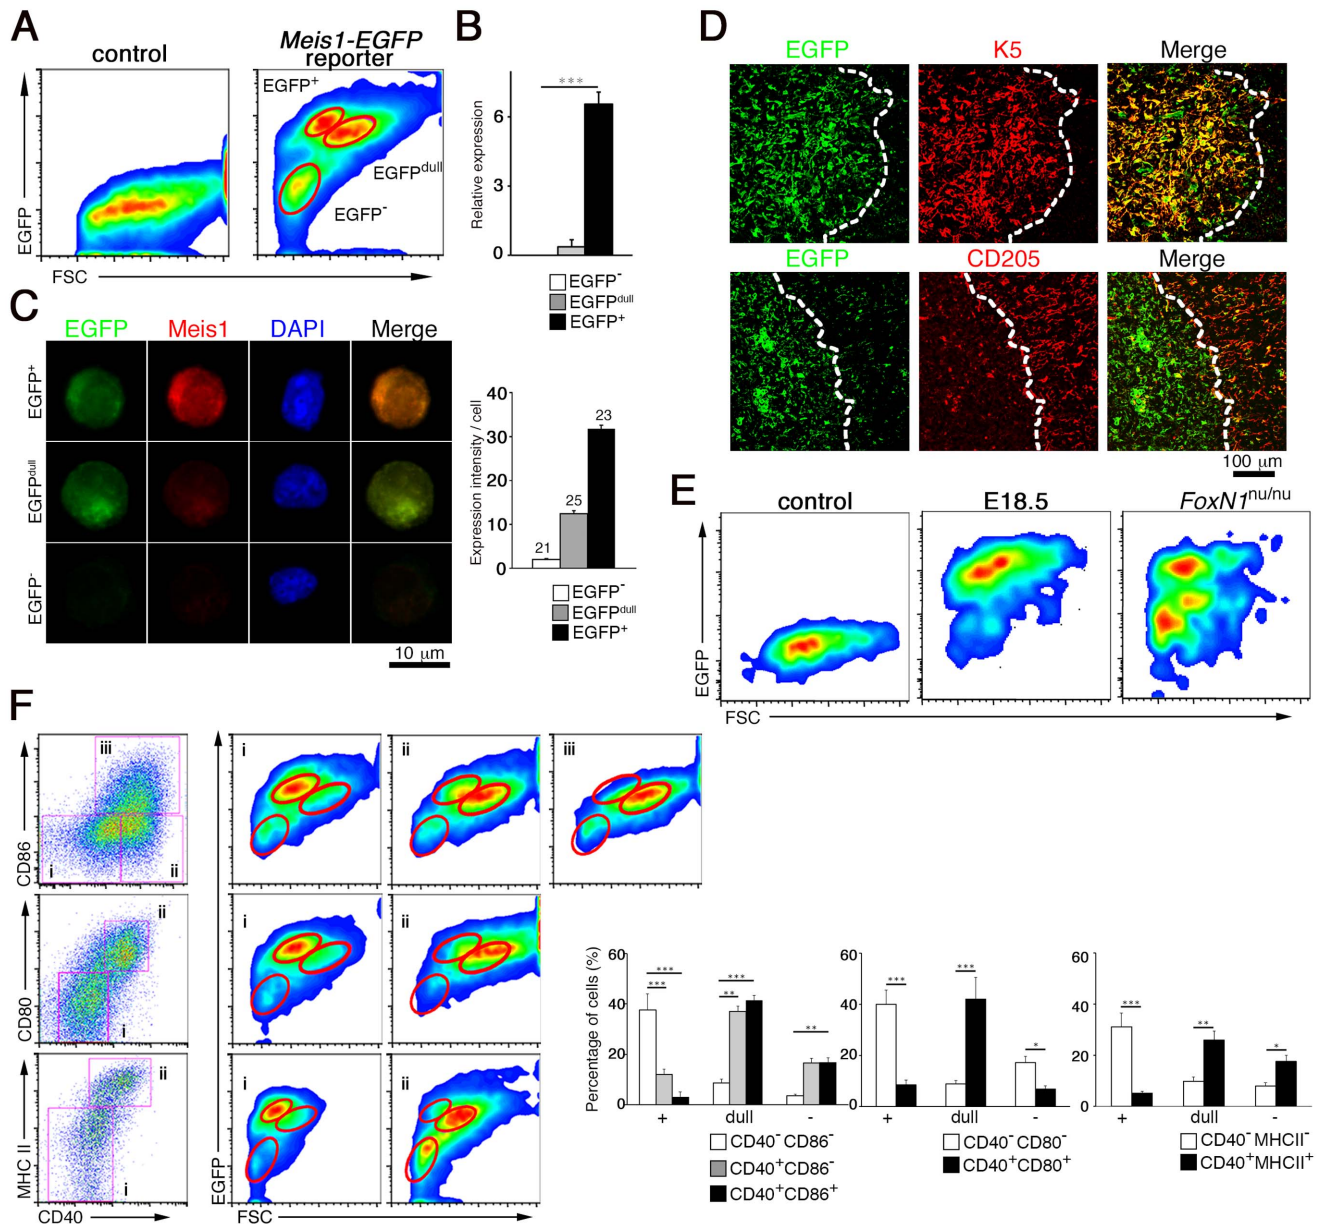 A
control
Meis1-EGFP
reporter
EGFP⁺
EGFPᵈᵘˡˡ
EGFP⁻
EGFP
FSC
B
***
Relative expression
6
3
0
EGFP⁻
EGFPᵈᵘˡˡ
EGFP⁺
C
EGFP Meis1 DAPI Merge
EGFP⁺
EGFPᵈᵘˡˡ
EGFP⁻
10 μm
Expression intensity / cell
40
30
20
10
0
21
25
23
EGFP⁻
EGFPᵈᵘˡˡ
EGFP⁺
D
EGFP K5 Merge
EGFP CD205 Merge
100 μm
E
control E18.5 FoxN1ⁿᵘ/ⁿᵘ
EGFP
FSC
F
iii
i
ii
CD86
i
ii
iii
ii
i
CD80
i
ii
ii
i
MHC II
CD40
i
ii
EGFP
FSC
Percentage of cells (%)
60
40
20
0
***
***
***
**
**
+ dull -
CD40⁻CD86⁻
CD40⁺CD86⁻
CD40⁺CD86⁺
60
40
20
0
***
***
*
+ dull -
CD40⁻CD80⁻
CD40⁺CD80⁺
60
40
20
0
***
**
*
+ dull -
CD40⁻MHCII⁻
CD40⁺MHCII⁺